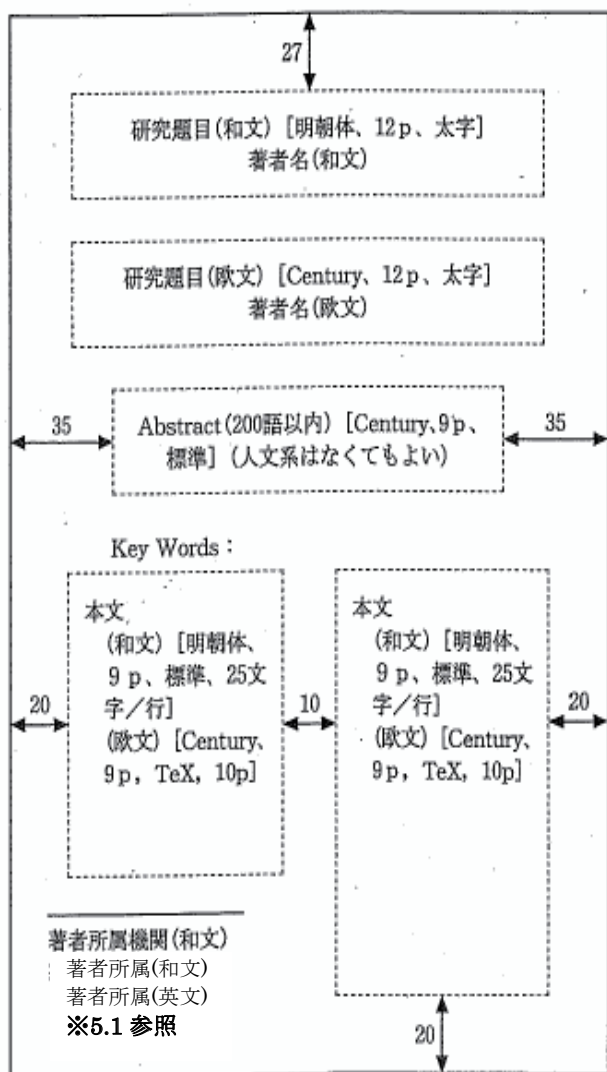 27
研究題目(和文) [明朝体、12p、太字]
著者名(和文)
研究題目(欧文) [Century、12p、太字]
著者名(欧文)
35
Abstract(200語以内) [Century、9p、
標準] (人文系はなくてもよい)
35
Key Words：
本文
(和文) [明朝体、
9p、標準、25文
字／行]
(欧文) [Century、
9p, TeX, 10p]
20
10
本文
(和文) [明朝体、
9p、標準、25文
字／行]
(欧文) [Century、
9p, TeX, 10p]
20
著者所属機関(和文)
著者所属(和文)
著者所属(英文)
※5.1 参照
20